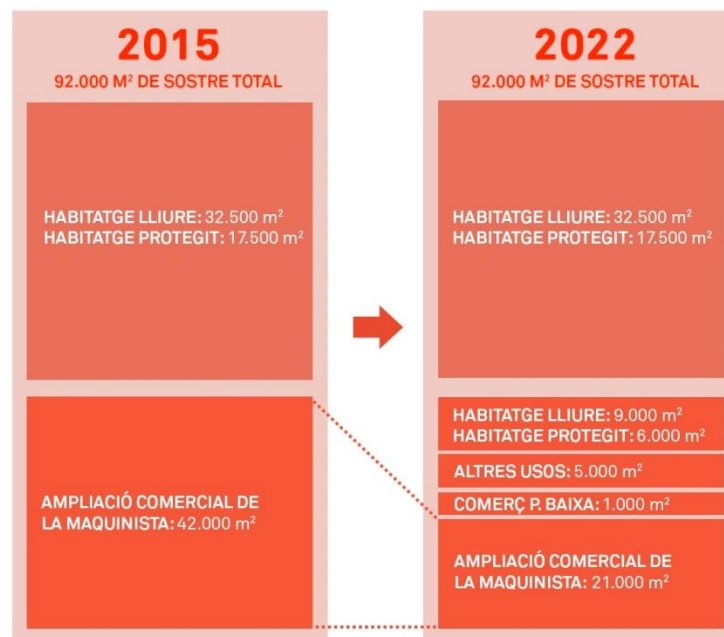 2015
92.000 M² DE SOSTRE TOTAL
HABITATGE LLIURE: 32.500 m²
HABITATGE PROTEGIT: 17.500 m²
AMPLIACIÓ COMERCIAL DE
LA MAQUINISTA: 42.000 m²
2022
92.000 M² DE SOSTRE TOTAL
HABITATGE LLIURE: 32.500 m²
HABITATGE PROTEGIT: 17.500 m²
HABITATGE LLIURE: 9.000 m²
HABITATGE PROTEGIT: 6.000 m²
ALTRES USOS: 5.000 m²
COMERÇ P. BAIXA: 1.000 m²
AMPLIACIÓ COMERCIAL DE
LA MAQUINISTA: 21.000 m²